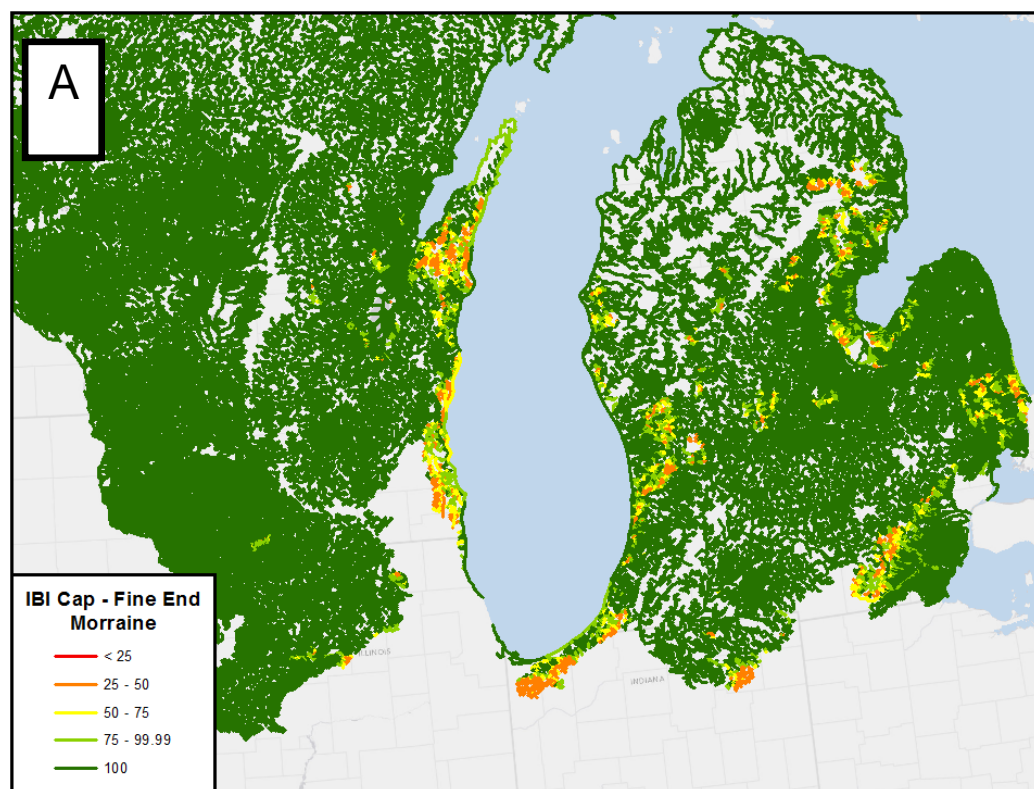 A
ILLINOIS
INDIANA
IBI Cap - Fine End
Morraine
< 25
25 - 50
50 - 75
75 - 99.99
100